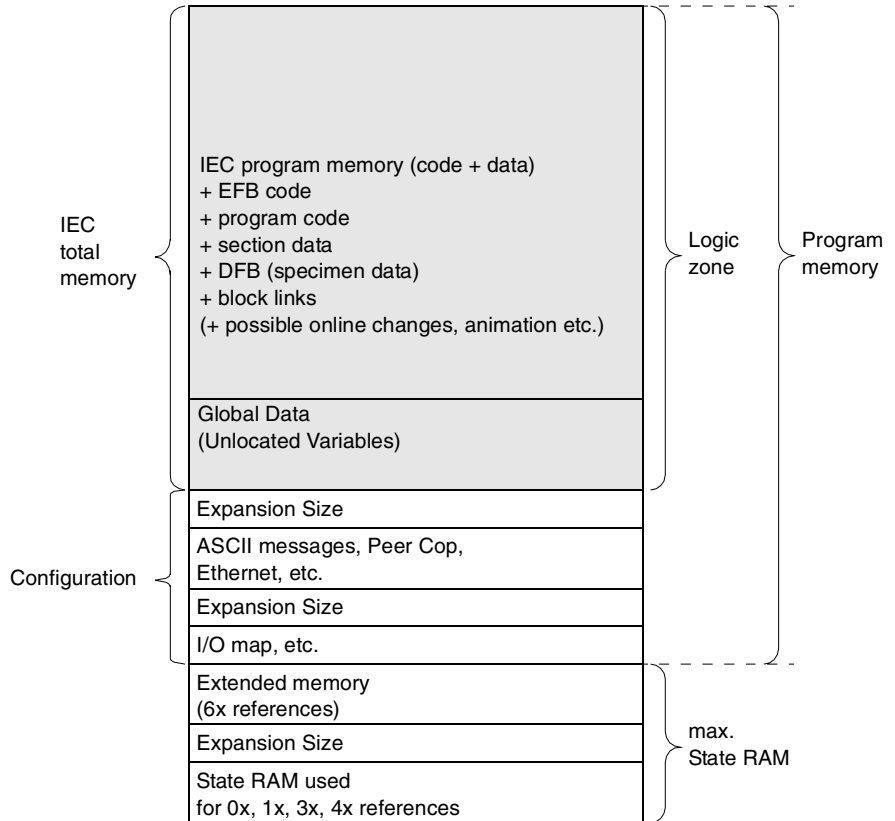 IEC program memory (code + data)
+ EFB code
+ program code
+ section data
+ DFB (specimen data)
+ block links
(+ possible online changes, animation etc.)
IEC
total
memory
Logic
zone
Program
memory
Global Data
(Unlocated Variables)
Expansion Size
ASCII messages, Peer Cop,
Ethernet, etc.
Configuration
Expansion Size
I/O map, etc.
Extended memory
(6x references)
Expansion Size
max.
State RAM
State RAM used
for 0x, 1x, 3x, 4x references